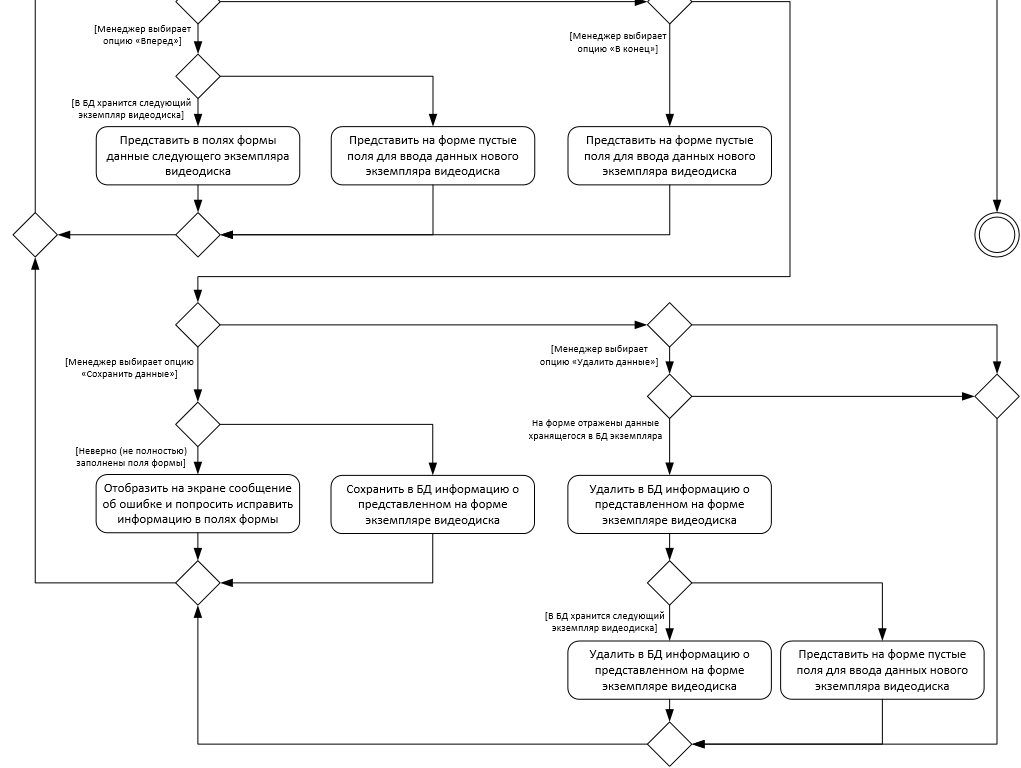 [Менеджер выбирает
опцию «Вперед»]
[Менеджер выбирает
опцию «В конец»]
[В БД хранится следующий
экземпляр видеодиска]
Представить в полях формы
данные следующего экземпляра
видеодиска
Представить на форме пустые
поля для ввода данных нового
экземпляра видеодиска
Представить на форме пустые
поля для ввода данных нового
экземпляра видеодиска
[Менеджер выбирает опцию
«Сохранить данные»]
[Менеджер выбирает
опцию «Удалить данные»]
[Неверно (не полностью)
заполнены поля формы]
На форме отражены данные
хранящегося в БД экземпляра
Отобразить на экране сообщение
об ошибке и попросить исправить
информацию в полях формы
Сохранить в БД информацию о
представленном на форме
экземпляре видеодиска
Удалить в БД информацию о
представленном на форме
экземпляре видеодиска
[В БД хранится следующий
экземпляр видеодиска]
Удалить в БД информацию о
представленном на форме
экземпляре видеодиска
Представить на форме пустые
поля для ввода данных нового
экземпляра видеодиска